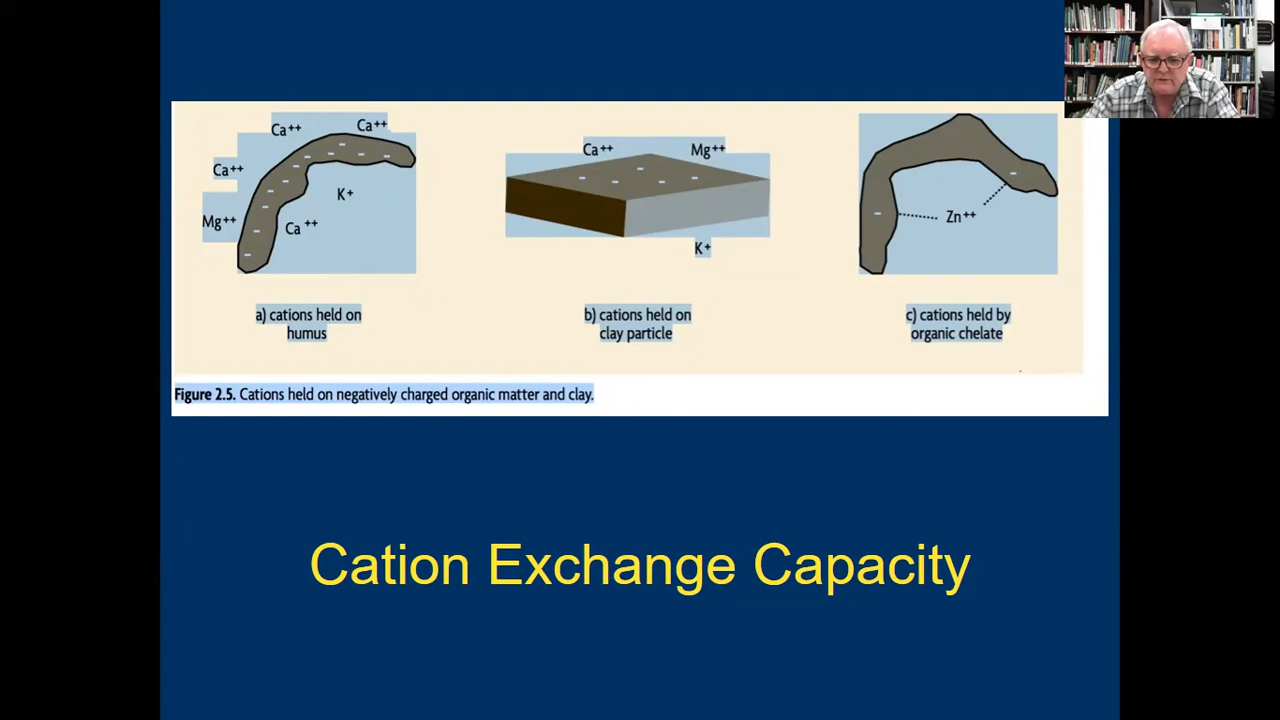 Ca++
Ca++
Ca++
K+
Mg++
Ca ++
a) cations held on
humus
Ca++
Mg++
K+
b) cations held on
clay particle
Zn++
c) cations held by
organic chelate
Figure 2.5. Cations held on negatively charged organic matter and clay.
Cation Exchange Capacity